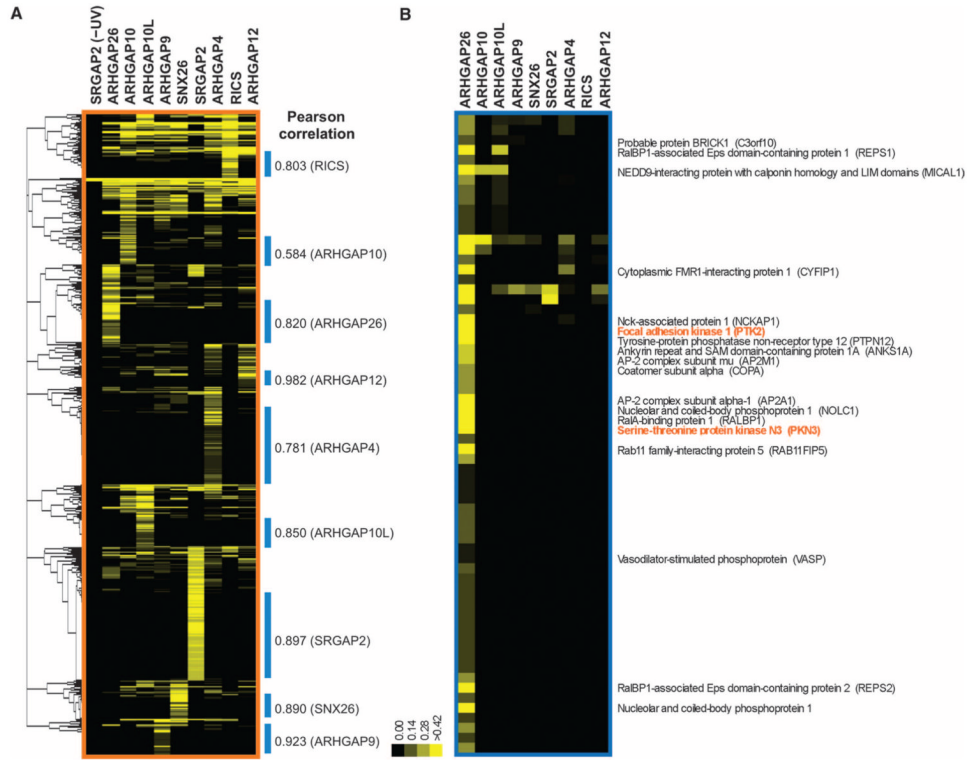 A
SRGAP2 (–UV)
ARHGAP26
ARHGAP10
ARHGAP10L
ARHGAP9
SNX26
SRGAP2
ARHGAP4
RICS
ARHGAP12
Pearson
correlation
0.803 (RICS)
0.584 (ARHGAP10)
0.820 (ARHGAP26)
0.982 (ARHGAP12)
0.781 (ARHGAP4)
0.850 (ARHGAP10L)
0.897 (SRGAP2)
0.890 (SNX26)
0.923 (ARHGAP9)
0.00
0.14
0.28
>0.42
B
ARHGAP26
ARHGAP10
ARHGAP10L
ARHGAP9
SNX26
SRGAP2
ARHGAP4
RICS
ARHGAP12
Probable protein BRICK1 (C3orf10)
RalBP1-associated Eps domain-containing protein 1 (REPS1)
NEDD9-interacting protein with calponin homology and LIM domains (MICAL1)
Cytoplasmic FMR1-interacting protein 1 (CYFIP1)
Nck-associated protein 1 (NCKAP1)
Focal adhesion kinase 1 (PTK2)
Tyrosine-protein phosphatase non-receptor type 12 (PTPN12)
Ankyrin repeat and SAM domain-containing protein 1A (ANKS1A)
AP-2 complex subunit mu (AP2M1)
Coatomer subunit alpha (COPA)
AP-2 complex subunit alpha-1 (AP2A1)
Nucleolar and coiled-body phosphoprotein 1 (NOLC1)
RalA-binding protein 1 (RALBP1)
Serine-threonine protein kinase N3 (PKN3)
Rab11 family-interacting protein 5 (RAB11FIP5)
Vasodilator-stimulated phosphoprotein (VASP)
RalBP1-associated Eps domain-containing protein 2 (REPS2)
Nucleolar and coiled-body phosphoprotein 1